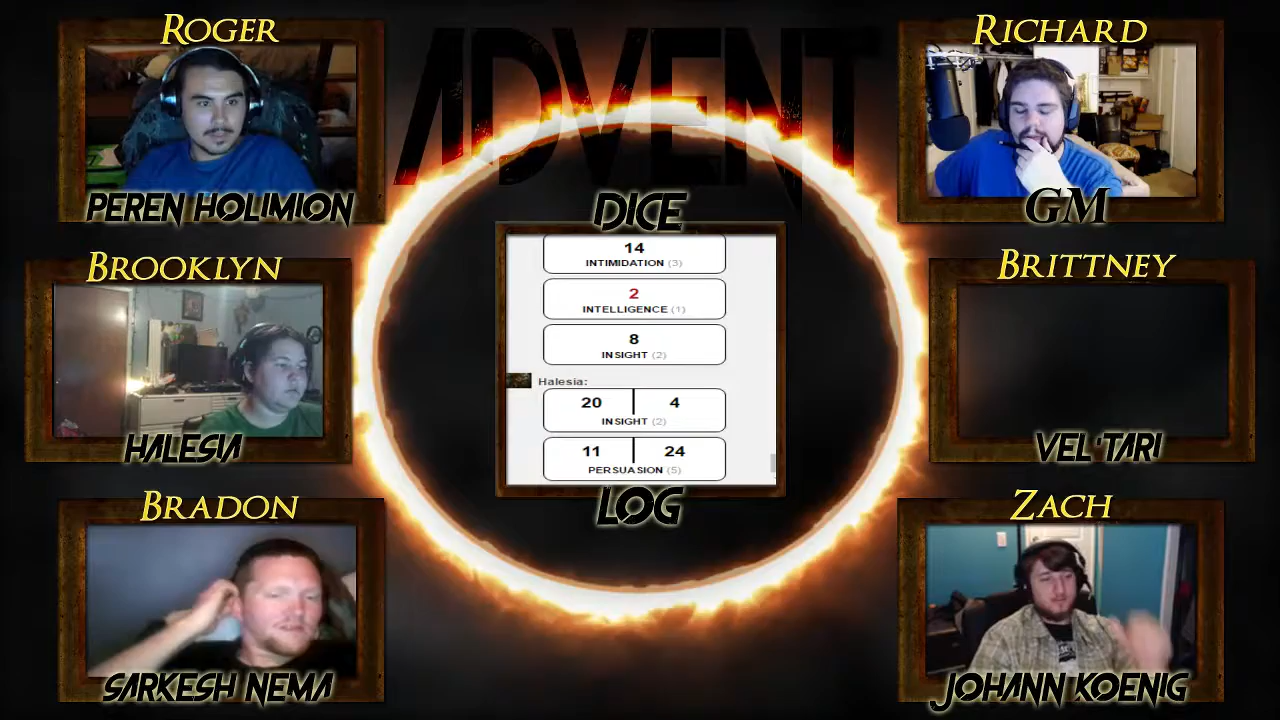 ADVENT
ROGER
PEREN HOLIMION
RICHARD
GM
BROOKLYN
HALESIA
BRITTNEY
VEL'TARI
BRADON
SARKESH NEMA
ZACH
JOHANN KOENIG
DICE
14
INTIMIDATION (3)
2
INTELLIGENCE (1)
8
INSIGHT (2)
Halesia:
20 4
INSIGHT (2)
11 24
PERSUASION (5)
LOG